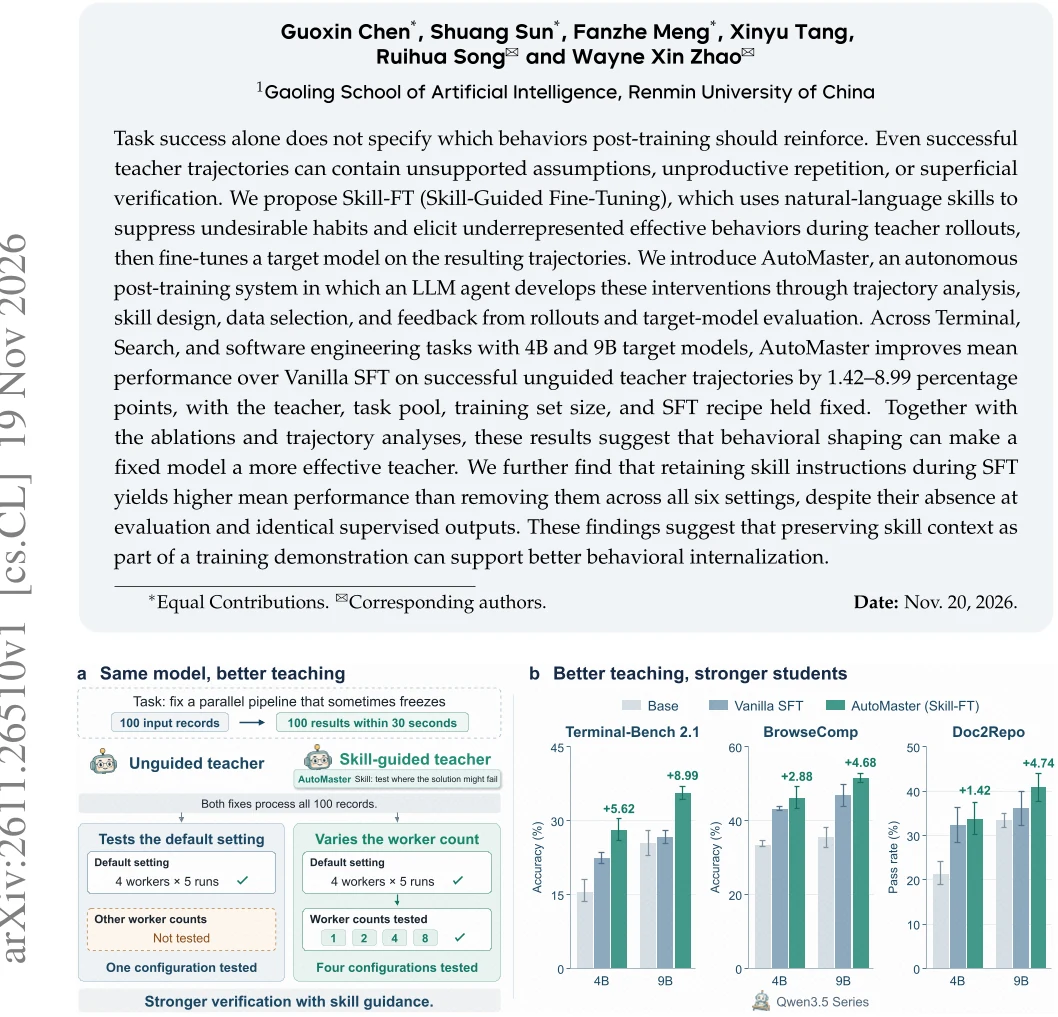 Guoxin Chen*, Shuang Sun*, Fanzhe Meng*, Xinyu Tang,
Ruihua Song✉ and Wayne Xin Zhao✉
1Gaoling School of Artificial Intelligence, Renmin University of China
Task success alone does not specify which behaviors post-training should reinforce. Even successful
teacher trajectories can contain unsupported assumptions, unproductive repetition, or superficial
verification. We propose Skill-FT (Skill-Guided Fine-Tuning), which uses natural-language skills to
suppress undesirable habits and elicit underrepresented effective behaviors during teacher rollouts,
then fine-tunes a target model on the resulting trajectories. We introduce AutoMaster, an autonomous
post-training system in which an LLM agent develops these interventions through trajectory analysis,
skill design, data selection, and feedback from rollouts and target-model evaluation. Across Terminal,
Search, and software engineering tasks with 4B and 9B target models, AutoMaster improves mean
performance over Vanilla SFT on successful unguided teacher trajectories by 1.42–8.99 percentage
points, with the teacher, task pool, training set size, and SFT recipe held fixed. Together with
the ablations and trajectory analyses, these results suggest that behavioral shaping can make a
fixed model a more effective teacher. We further find that retaining skill instructions during SFT
yields higher mean performance than removing them across all six settings, despite their absence at
evaluation and identical supervised outputs. These findings suggest that preserving skill context as
part of a training demonstration can support better behavioral internalization.
*Equal Contributions. ✉Corresponding authors.
Date: Nov. 20, 2026.
arXiv:2611.26510v1 [cs.CL] 19 Nov 2026
a Same model, better teaching
Task: fix a parallel pipeline that sometimes freezes
100 input records
100 results within 30 seconds
Unguided teacher
Skill-guided teacher
AutoMaster Skill: test where the solution might fail
Both fixes process all 100 records.
Tests the default setting
Default setting
4 workers × 5 runs ✓
Other worker counts
Not tested
One configuration tested
Varies the worker count
Default setting
4 workers × 5 runs ✓
Worker counts tested
1 2 4 8 ✓
Four configurations tested
Stronger verification with skill guidance.
b Better teaching, stronger students
Base Vanilla SFT AutoMaster (Skill-FT)
Terminal-Bench 2.1
Accuracy (%)
45
30
15
0
+5.62
+8.99
4B 9B
BrowseComp
Accuracy (%)
60
40
20
0
+2.88
+4.68
4B 9B
Doc2Repo
Pass rate (%)
50
40
30
20
10
0
+1.42
+4.74
4B 9B
Qwen3.5 Series